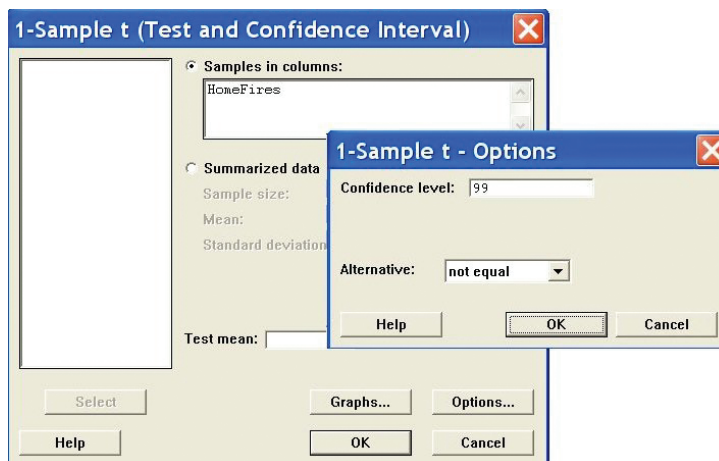 1-Sample t (Test and Confidence Interval)
Samples in columns:
HomeFires
Summarized data
Sample size:
Mean:
Standard deviation
Test mean:
Select
Graphs...
Options...
Help
OK
Cancel
1-Sample t - Options
Confidence level: 99
Alternative: not equal
Help
OK
Cancel